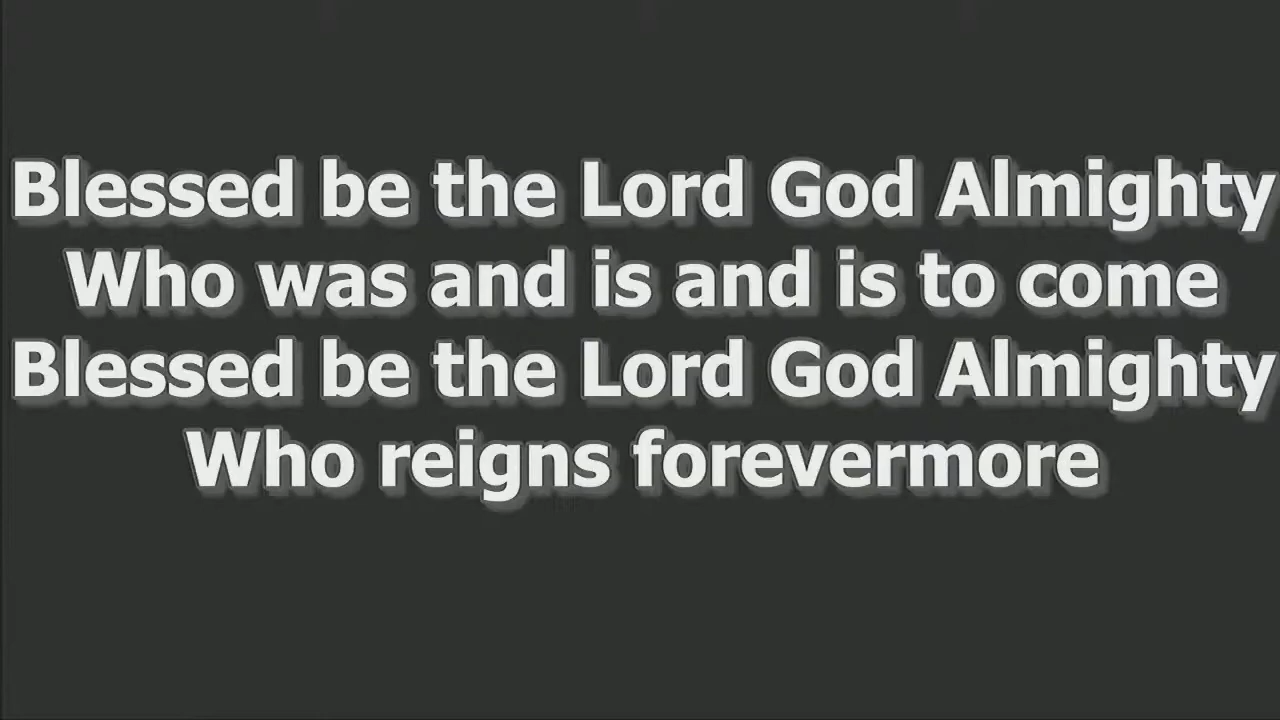 Blessed be the Lord God Almighty
Who was and is and is to come
Blessed be the Lord God Almighty
Who reigns forevermore